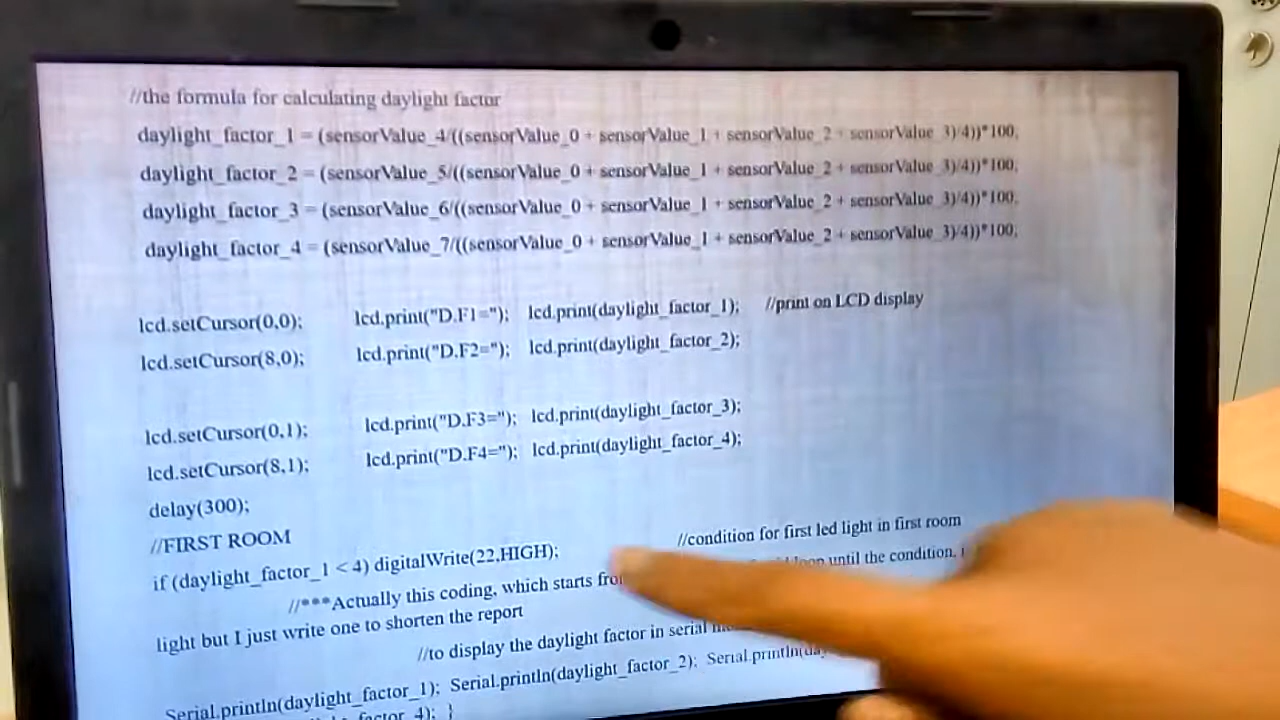 //the formula for calculating daylight factor
daylight_factor_1 = (sensorValue_4/((sensorValue_0 + sensorValue_1 + sensorValue_2 + sensorValue_3)/4))*100;
daylight_factor_2 = (sensorValue_5/((sensorValue_0 + sensorValue_1 + sensorValue_2 + sensorValue_3)/4))*100;
daylight_factor_3 = (sensorValue_6/((sensorValue_0 + sensorValue_1 + sensorValue_2 + sensorValue_3)/4))*100;
daylight_factor_4 = (sensorValue_7/((sensorValue_0 + sensorValue_1 + sensorValue_2 + sensorValue_3)/4))*100;
lcd.setCursor(0,0); lcd.print("D.F1="); lcd.print(daylight_factor_1); //print on LCD display
lcd.setCursor(8,0); lcd.print("D.F2="); lcd.print(daylight_factor_2);
lcd.setCursor(0,1); lcd.print("D.F3="); lcd.print(daylight_factor_3);
lcd.setCursor(8,1); lcd.print("D.F4="); lcd.print(daylight_factor_4);
delay(300);
//FIRST ROOM
if (daylight_factor_1 < 4) digitalWrite(22,HIGH); //condition for first led light in first room
//***Actually this coding, which starts from loop until the condition,
light but I just write one to shorten the report
//to display the daylight factor in serial
Serial.println(daylight_factor_1); Serial.println(daylight_factor_2); Serial.println(
factor_4); }